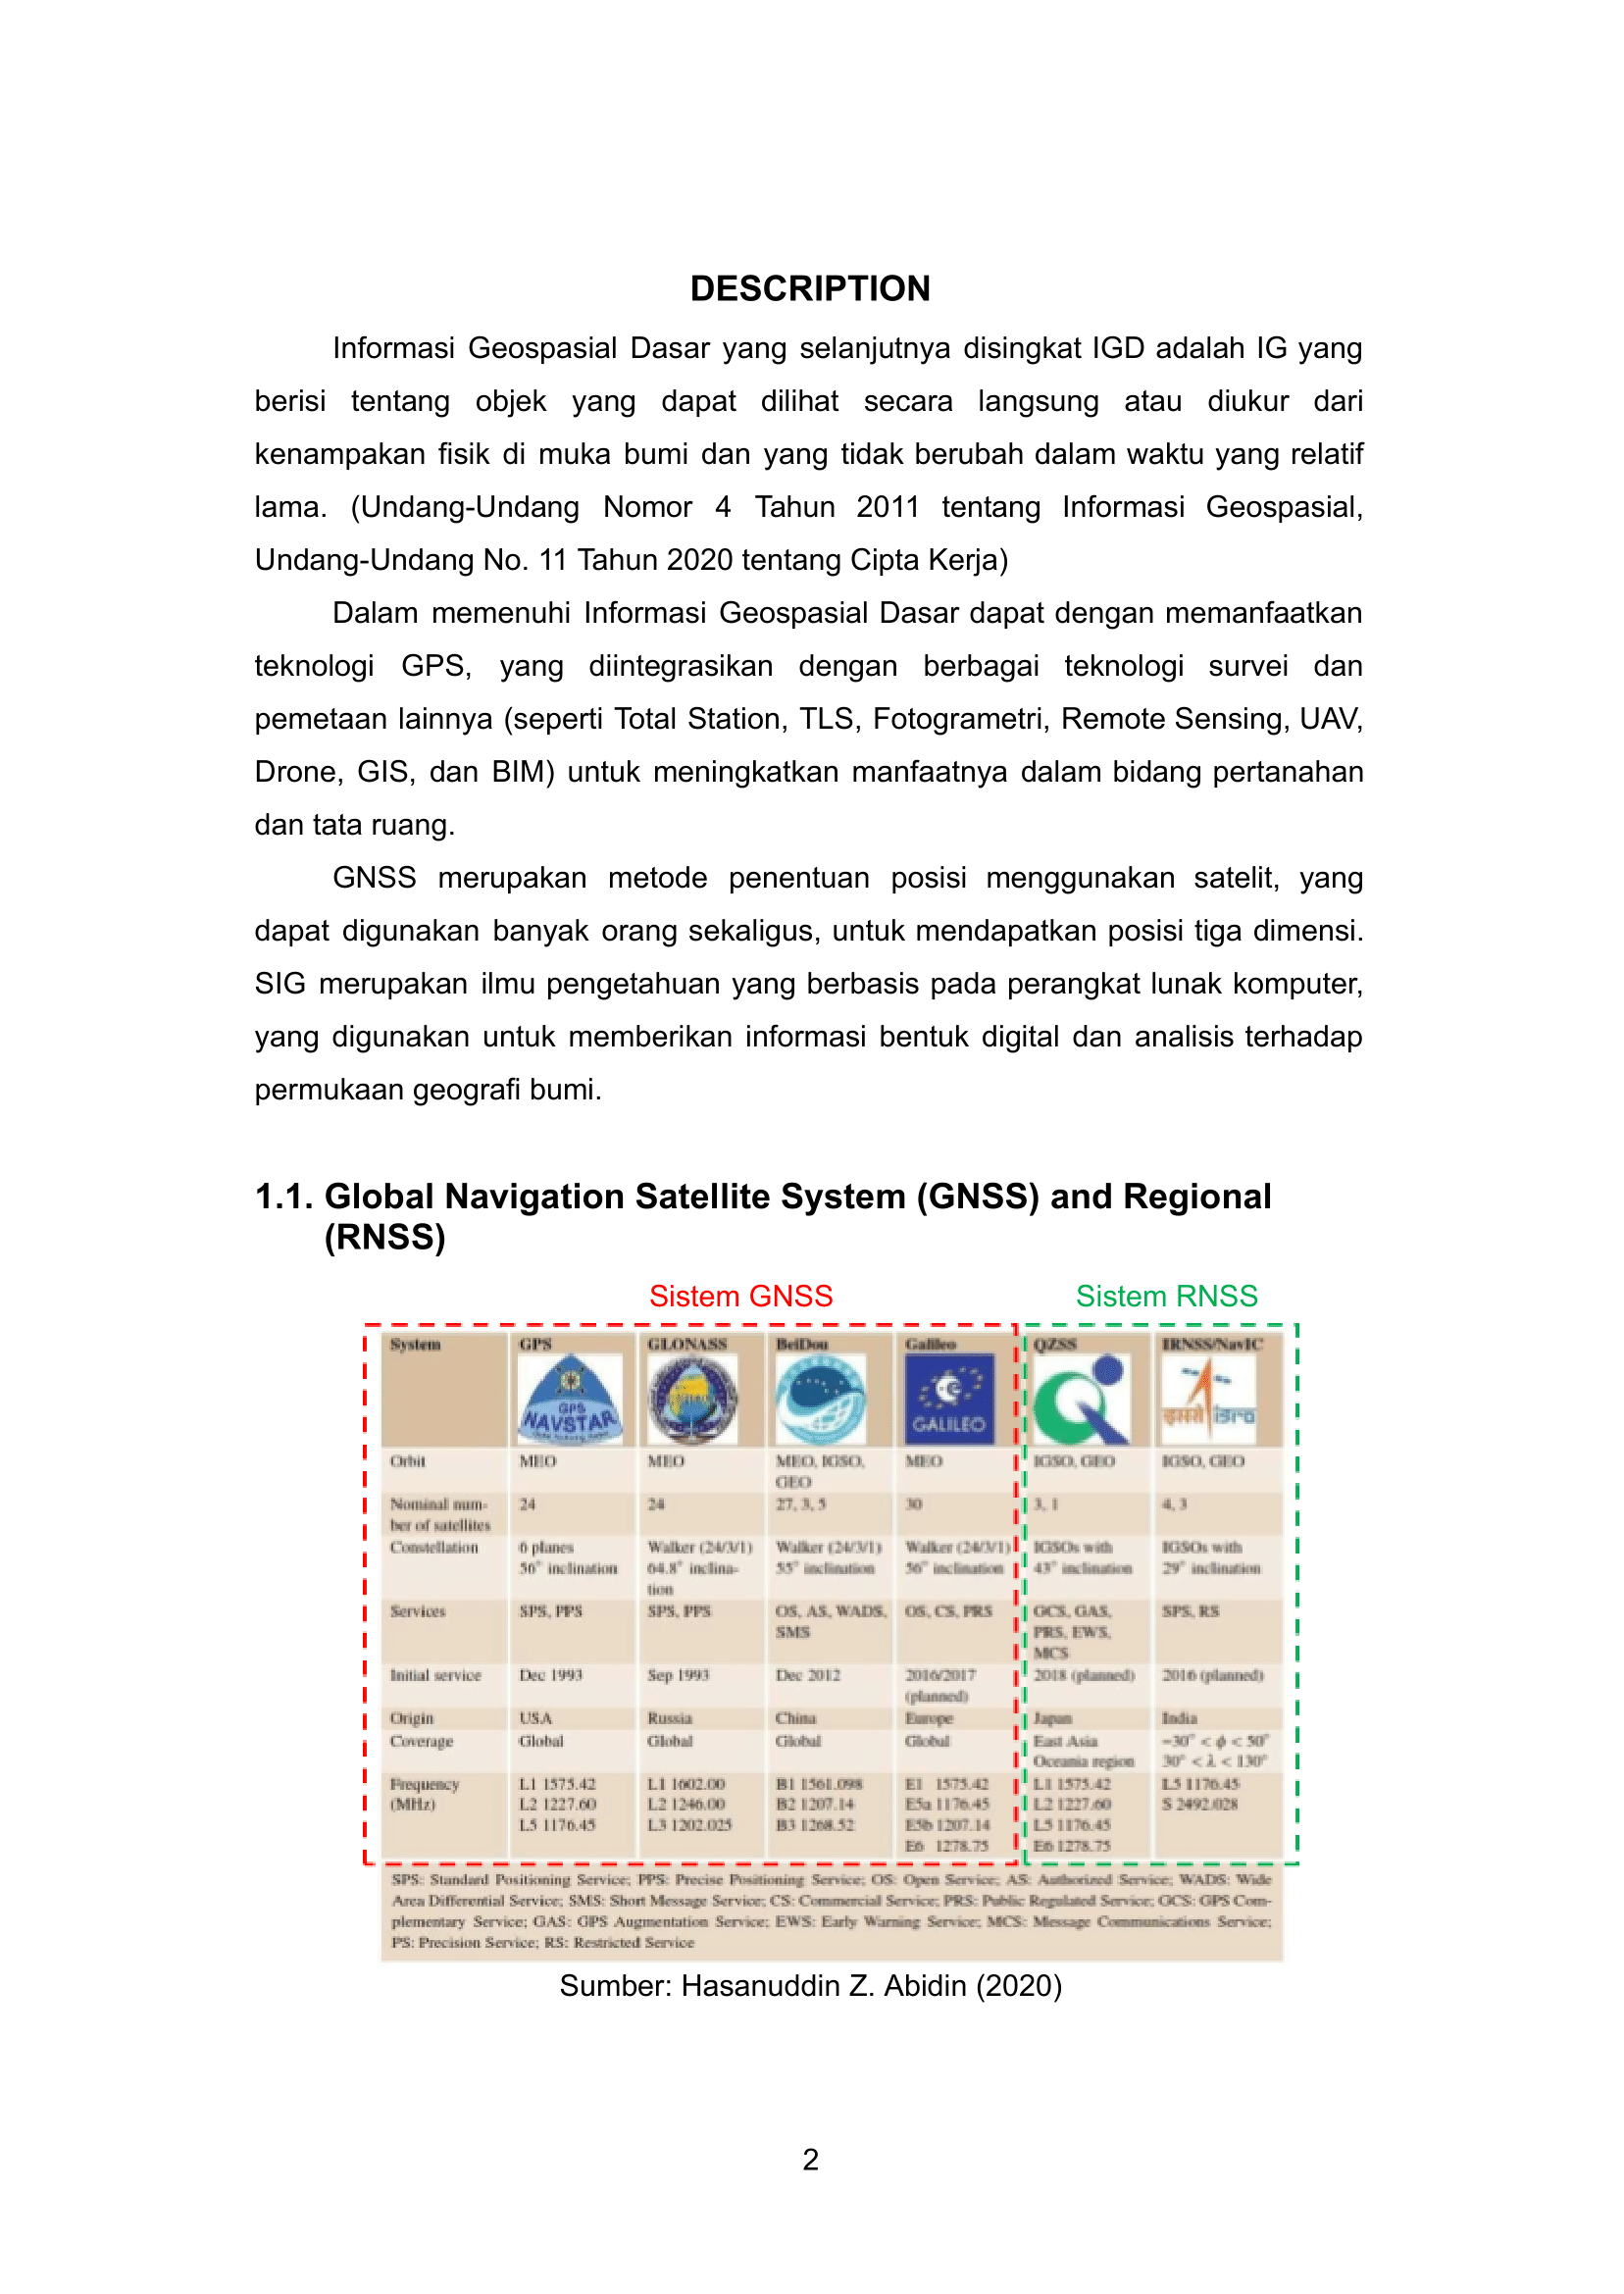 DESCRIPTION
Informasi Geospasial Dasar yang selanjutnya disingkat IGD adalah IG yang
berisi tentang objek yang dapat dilihat secara langsung atau diukur dari
kenampakan fisik di muka bumi dan yang tidak berubah dalam waktu yang relatif
lama. (Undang-Undang Nomor 4 Tahun 2011 tentang Informasi Geospasial,
Undang-Undang No. 11 Tahun 2020 tentang Cipta Kerja)
Dalam memenuhi Informasi Geospasial Dasar dapat dengan memanfaatkan
teknologi GPS, yang diintegrasikan dengan berbagai teknologi survei dan
pemetaan lainnya (seperti Total Station, TLS, Fotogrametri, Remote Sensing, UAV,
Drone, GIS, dan BIM) untuk meningkatkan manfaatnya dalam bidang pertanahan
dan tata ruang.
GNSS merupakan metode penentuan posisi menggunakan satelit, yang
dapat digunakan banyak orang sekaligus, untuk mendapatkan posisi tiga dimensi.
SIG merupakan ilmu pengetahuan yang berbasis pada perangkat lunak komputer,
yang digunakan untuk memberikan informasi bentuk digital dan analisis terhadap
permukaan geografi bumi.
1.1. Global Navigation Satellite System (GNSS) and Regional
(RNSS)
Sistem GNSS Sistem RNSS
System GPS GLONASS BeiDou Galileo QZSS IRNSS/NavIC
GPS
NAVSTAR
GALILEO
इसरो isro
Orbit MEO MEO MEO, IGSO, MEO IGSO, GEO IGSO, GEO
GEO
Nominal num- 24 24 27, 3, 5 30 3, 1 4, 3
ber of satellites
Constellation 6 planes Walker (24/3/1) Walker (24/3/1) Walker (24/3/1) IGSOs with IGSOs with
56° inclination 64.8° inclina- 55° inclination 56° inclination 43° inclination 29° inclination
tion
Services SPS, PPS SPS, PPS OS, AS, WADS, OS, CS, PRS GCS, GAS, SPS, RS
SMS PRS, EWS,
MCS
Initial service Dec 1993 Sep 1993 Dec 2012 2016/2017 2018 (planned) 2016 (planned)
(planned)
Origin USA Russia China Europe Japan India
Coverage Global Global Global Global East Asia −30° < ϕ < 50°
Oceania region 30° < λ < 130°
Frequency L1 1575.42 L1 1602.00 B1 1561.098 E1 1575.42 L1 1575.42 L5 1176.45
(MHz) L2 1227.60 L2 1246.00 B2 1207.14 E5a 1176.45 L2 1227.60 S 2492.028
L5 1176.45 L3 1202.025 B3 1268.52 E5b 1207.14 L5 1176.45
E6 1278.75 E6 1278.75
SPS: Standard Positioning Service; PPS: Precise Positioning Service; OS: Open Service; AS: Authorized Service; WADS: Wide
Area Differential Service; SMS: Short Message Service; CS: Commercial Service; PRS: Public Regulated Service; GCS: GPS Com-
plementary Service; GAS: GPS Augmentation Service; EWS: Early Warning Service; MCS: Message Communications Service;
PS: Precision Service; RS: Restricted Service
Sumber: Hasanuddin Z. Abidin (2020)
2